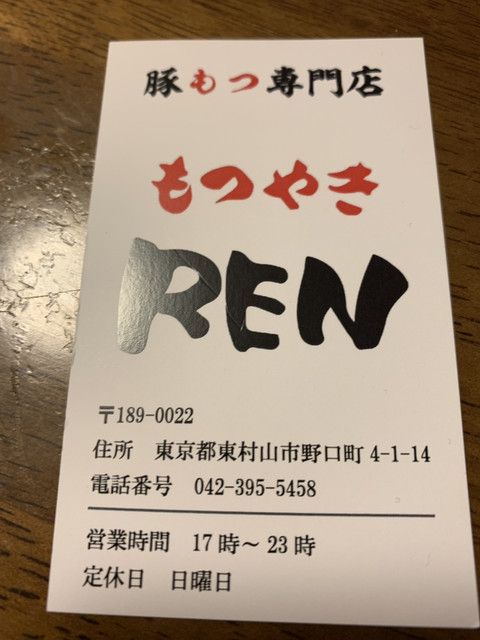 豚もつ専門店
もつやき
REN
〒189-0022
住所 東京都東村山市野口町 4-1-14
電話番号 042-395-5458
営業時間 17時～23時
定休日 日曜日